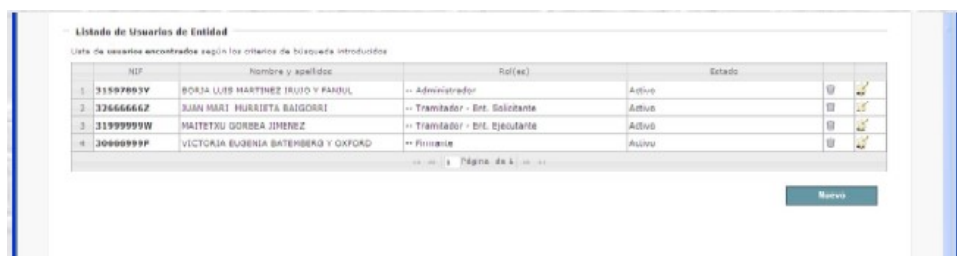 Listado de Usuarios de Entidad
Lista de usuarios encontrados según los criterios de búsqueda introducidos
NIF Nombre y apellidos Rol(es) Estado
1 31597893V BORJA LUIS MARTINEZ IRUJO Y FANJUL -- Administrador Activo
2 32666666Z JUAN MARI MURRIETA BAIGORRI -- Tramitador - Ent. Solicitante Activo
3 31999999W MAITETXU GORBEA JIMENEZ -- Tramitador - Ent. Ejecutante Activo
4 30000999P VICTORIA EUGENIA BATEMBERG Y OXFORD -- Firmante Activo
1 Página de 1
Nuevo